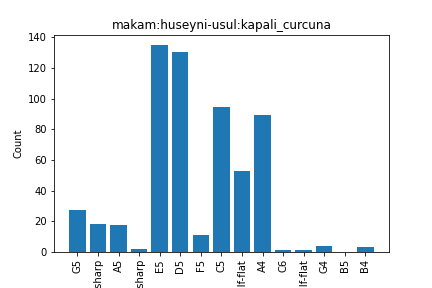 makam:huseyni-usul:kapali_curcuna
140
120
100
80
60
40
20
0
Count
G5
sharp
A5
sharp
E5
D5
F5
C5
lf-flat
A4
C6
lf-flat
G4
B5
B4